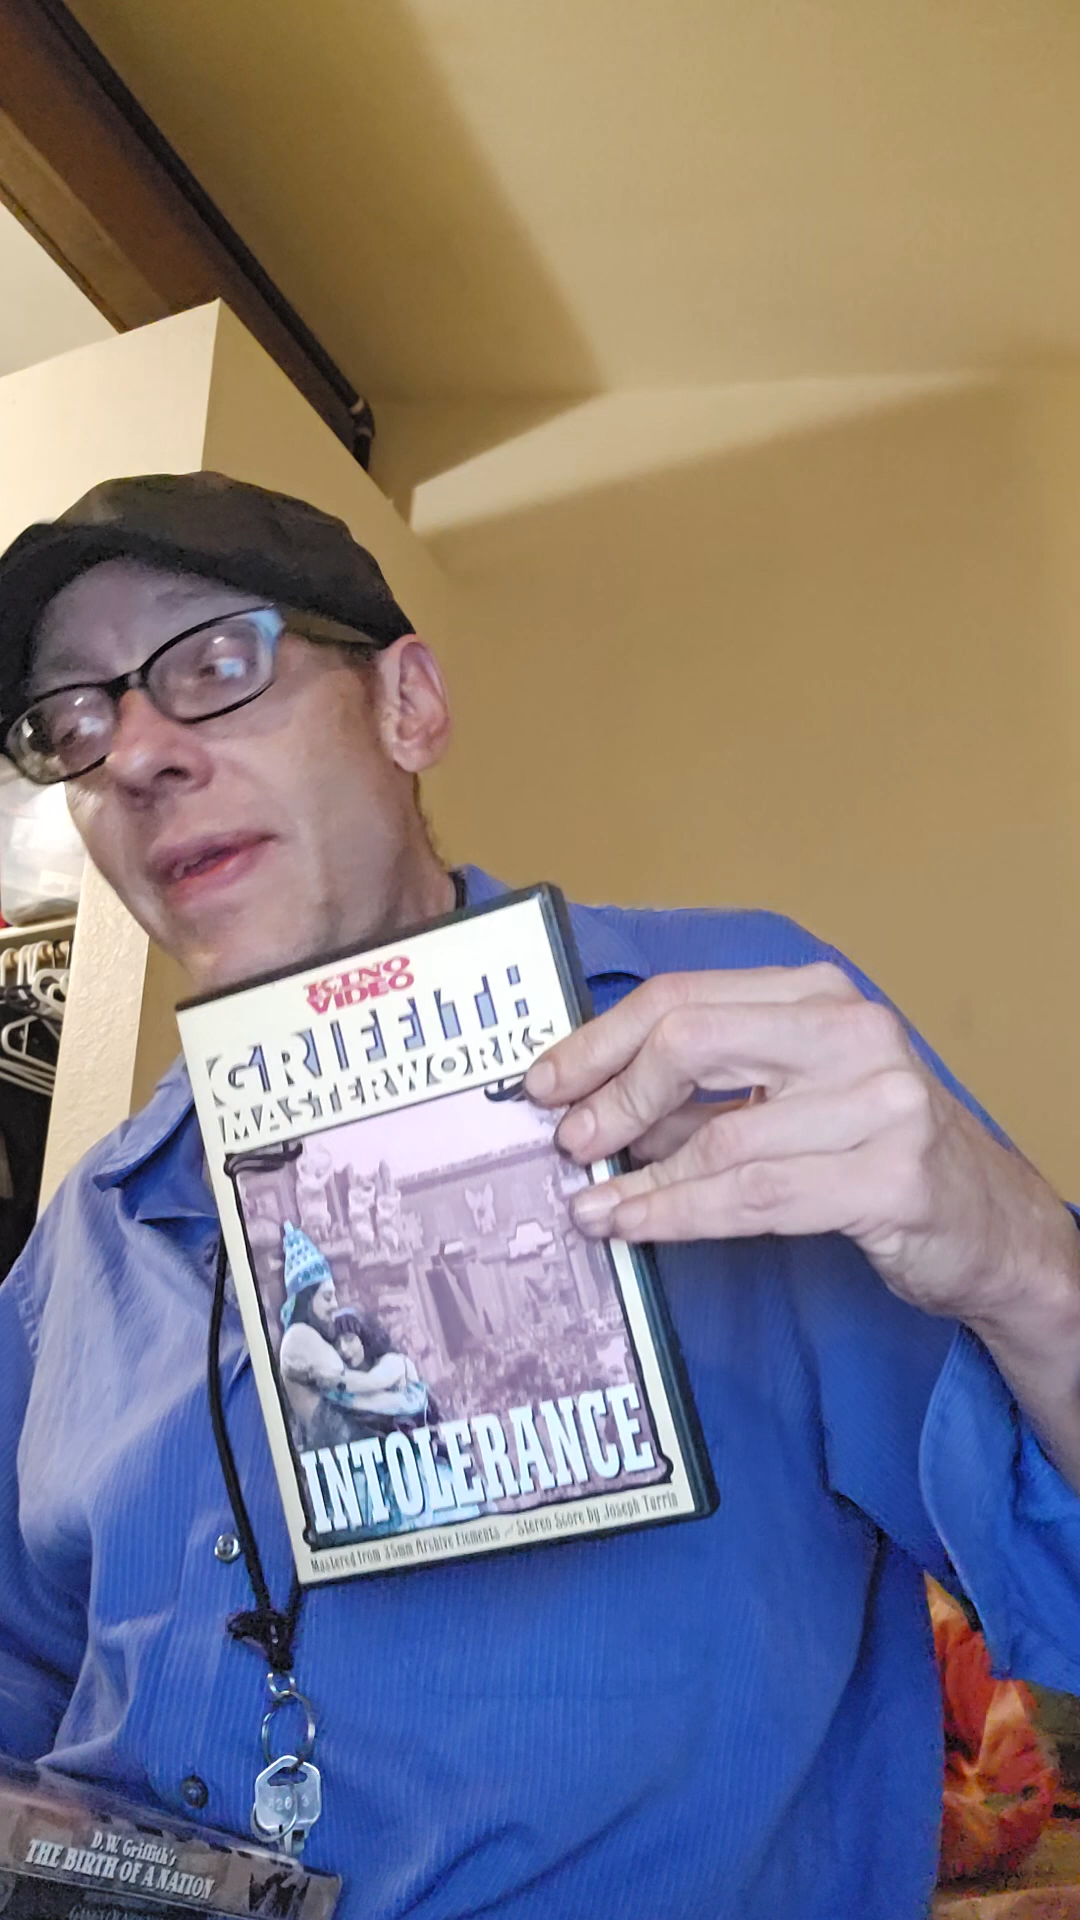 KINO
VIDEO
GRIFFITH
MASTERWORKS
INTOLERANCE
Mastered from 35mm Archive Elements and Stereo Score by Joseph Turrin
D.W. Griffith's
THE BIRTH OF A NATION